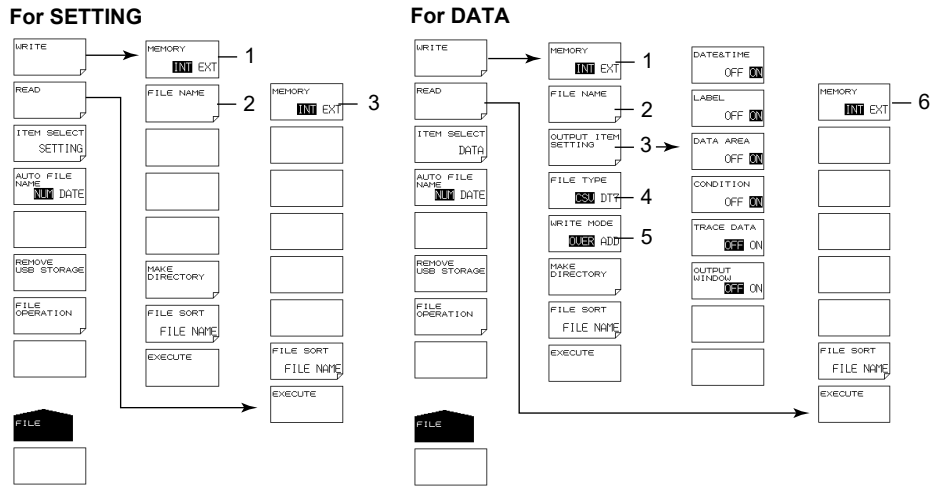 For SETTING
WRITE
READ
ITEM SELECT
SETTING
AUTO FILE
NAME
NUM DATE
REMOVE
USB STORAGE
FILE
OPERATION
FILE
MEMORY
INT EXT
1
FILE NAME
2
MAKE
DIRECTORY
FILE SORT
FILE NAME
EXECUTE
MEMORY
INT EXT
3
FILE SORT
FILE NAME
EXECUTE
For DATA
WRITE
READ
ITEM SELECT
DATA
AUTO FILE
NAME
NUM DATE
REMOVE
USB STORAGE
FILE
OPERATION
FILE
MEMORY
INT EXT
1
FILE NAME
2
OUTPUT ITEM
SETTING
3
FILE TYPE
CSV DT7
4
WRITE MODE
OVER ADD
5
MAKE
DIRECTORY
FILE SORT
FILE NAME
EXECUTE
DATE&TIME
OFF ON
LABEL
OFF ON
DATA AREA
OFF ON
CONDITION
OFF ON
TRACE DATA
OFF ON
OUTPUT
WINDOW
OFF ON
MEMORY
INT EXT
6
FILE SORT
FILE NAME
EXECUTE